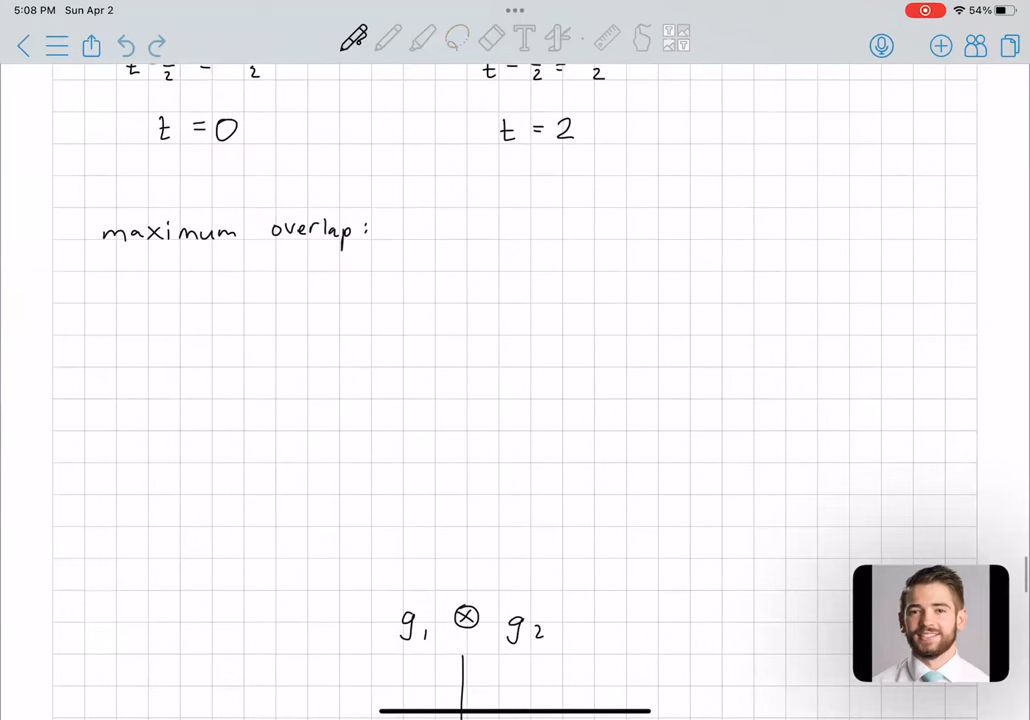 5:08 PM Sun Apr 2
54%
t = 0
t = 2
maximum overlap:
g₁ ⊗ g₂